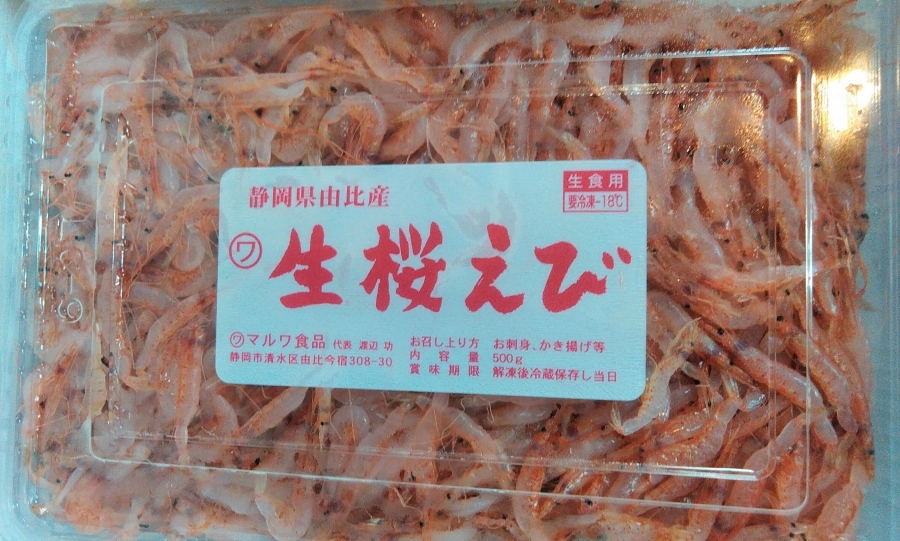 静岡県由比産
生食用
要冷凍-18℃
㋻生桜えび
㋻マルワ食品 代表 渡辺 功
静岡市清水区由比今宿308-30
お召し上り方 お刺身、かき揚げ等
内容量 500g
賞味期限 解凍後冷蔵保存し当日